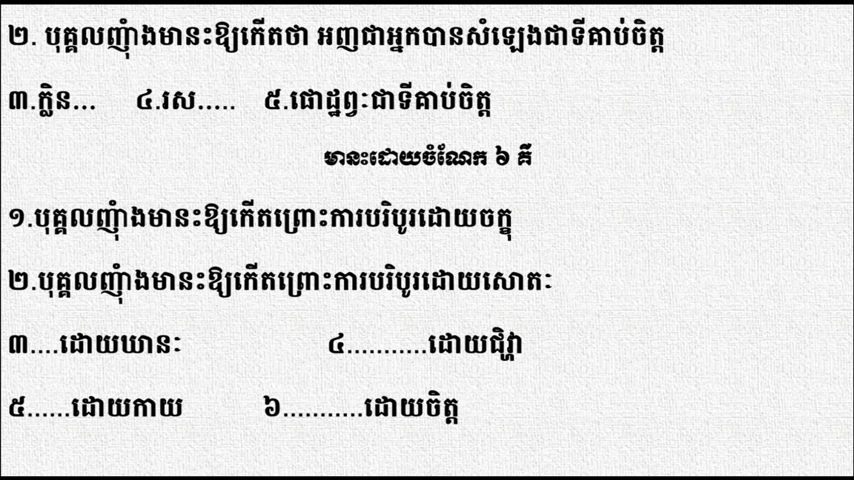 ២. បុគ្គលញុំាងមានះឱ្យកើតថា អញជាអ្នកបានសំឡេងជាទីគាប់ចិត្ត
៣.ក្លិន... ៤.រស..... ៥.ផោដ្ឋព្វៈជាទីគាប់ចិត្ត
មានះដោយចំណែក ៦ គឺ
១.បុគ្គលញុំាងមានះឱ្យកើតព្រោះការបរិបូរដោយចក្ខុ
២.បុគ្គលញុំាងមានះឱ្យកើតព្រោះការបរិបូរដោយសោតៈ
៣....ដោយឃានៈ ៤...........ដោយជិវ្ហា
៥......ដោយកាយ ៦...........ដោយចិត្ត